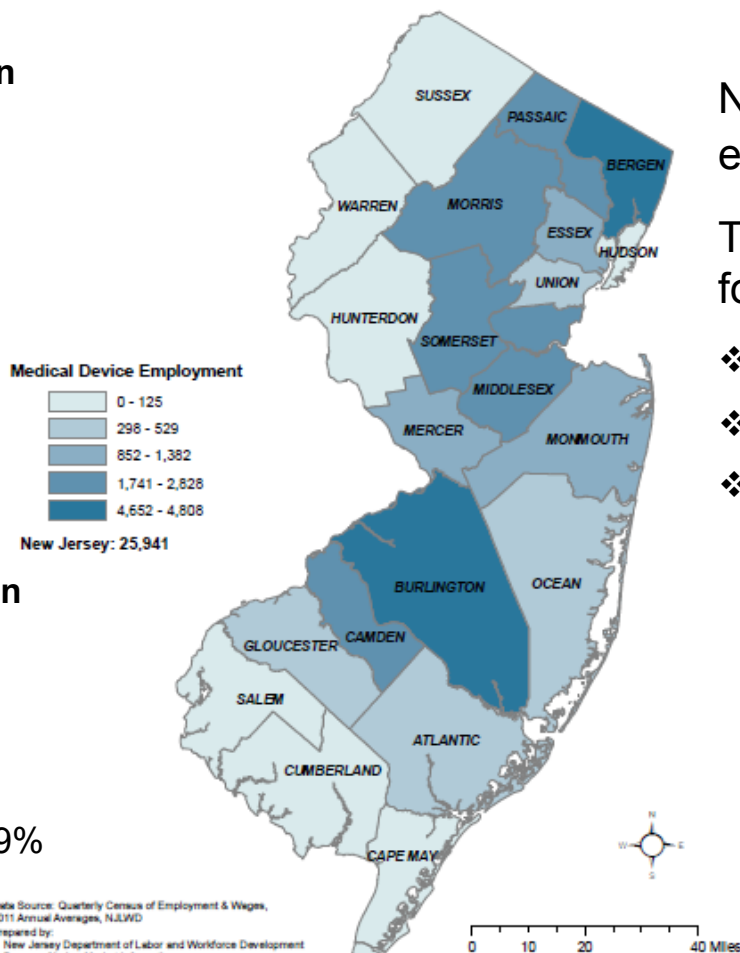 n
SUSSEX
PASSAIC
BERGEN
WARREN
MORRIS
ESSEX
HUDSON
UNION
HUNTERDON
SOMERSET
MIDDLESEX
MERCER
MONMOUTH
Medical Device Employment
0 - 125
298 - 529
852 - 1,382
1,741 - 2,828
4,652 - 4,808
New Jersey: 25,941
n
BURLINGTON
OCEAN
CAMDEN
GLOUCESTER
SALEM
ATLANTIC
CUMBERLAND
CAPE MAY
9%
N
W E
S
ata Source: Quarterly Census of Employment & Wages,
011 Annual Averages, NJLWD
repared by:
New Jersey Department of Labor and Workforce Development
0 10 20 40 Miles
N
e
T
fo